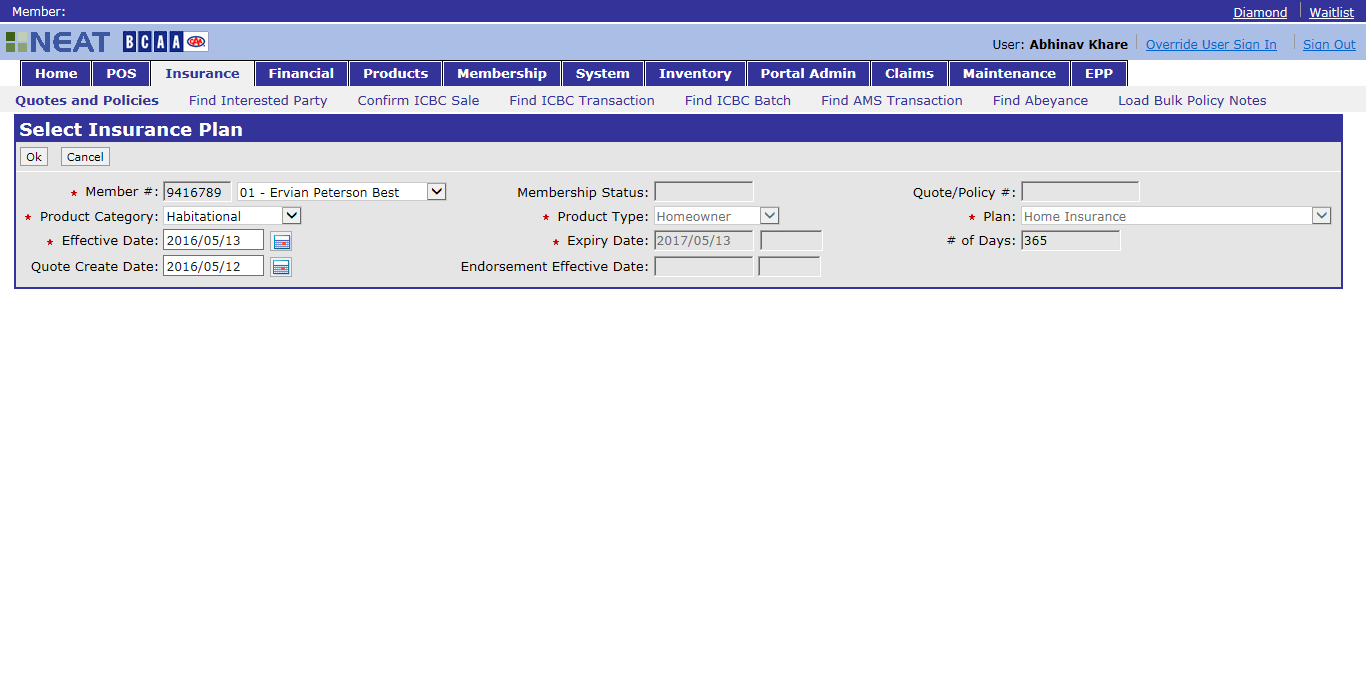 Member: Diamond Waitlist
NEAT BCAA CAA User: Abhinav Khare Override User Sign In Sign Out
Home POS Insurance Financial Products Membership System Inventory Portal Admin Claims Maintenance EPP
Quotes and Policies Find Interested Party Confirm ICBC Sale Find ICBC Transaction Find ICBC Batch Find AMS Transaction Find Abeyance Load Bulk Policy Notes
Select Insurance Plan
Ok Cancel
* Member #: 9416789 01 - Ervian Peterson Best Membership Status: Quote/Policy #:
* Product Category: Habitational * Product Type: Homeowner * Plan: Home Insurance
* Effective Date: 2016/05/13 * Expiry Date: 2017/05/13 # of Days: 365
Quote Create Date: 2016/05/12 Endorsement Effective Date: